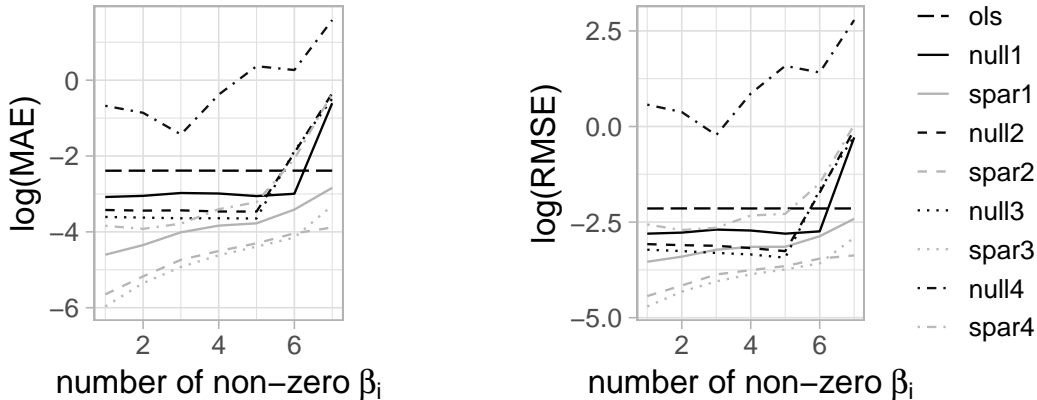 log(MAE)
0
−2
−4
−6
2
4
6
number of non−zero βi
log(RMSE)
2.5
0.0
−2.5
−5.0
2
4
6
number of non−zero βi
ols
null1
spar1
null2
spar2
null3
spar3
null4
spar4